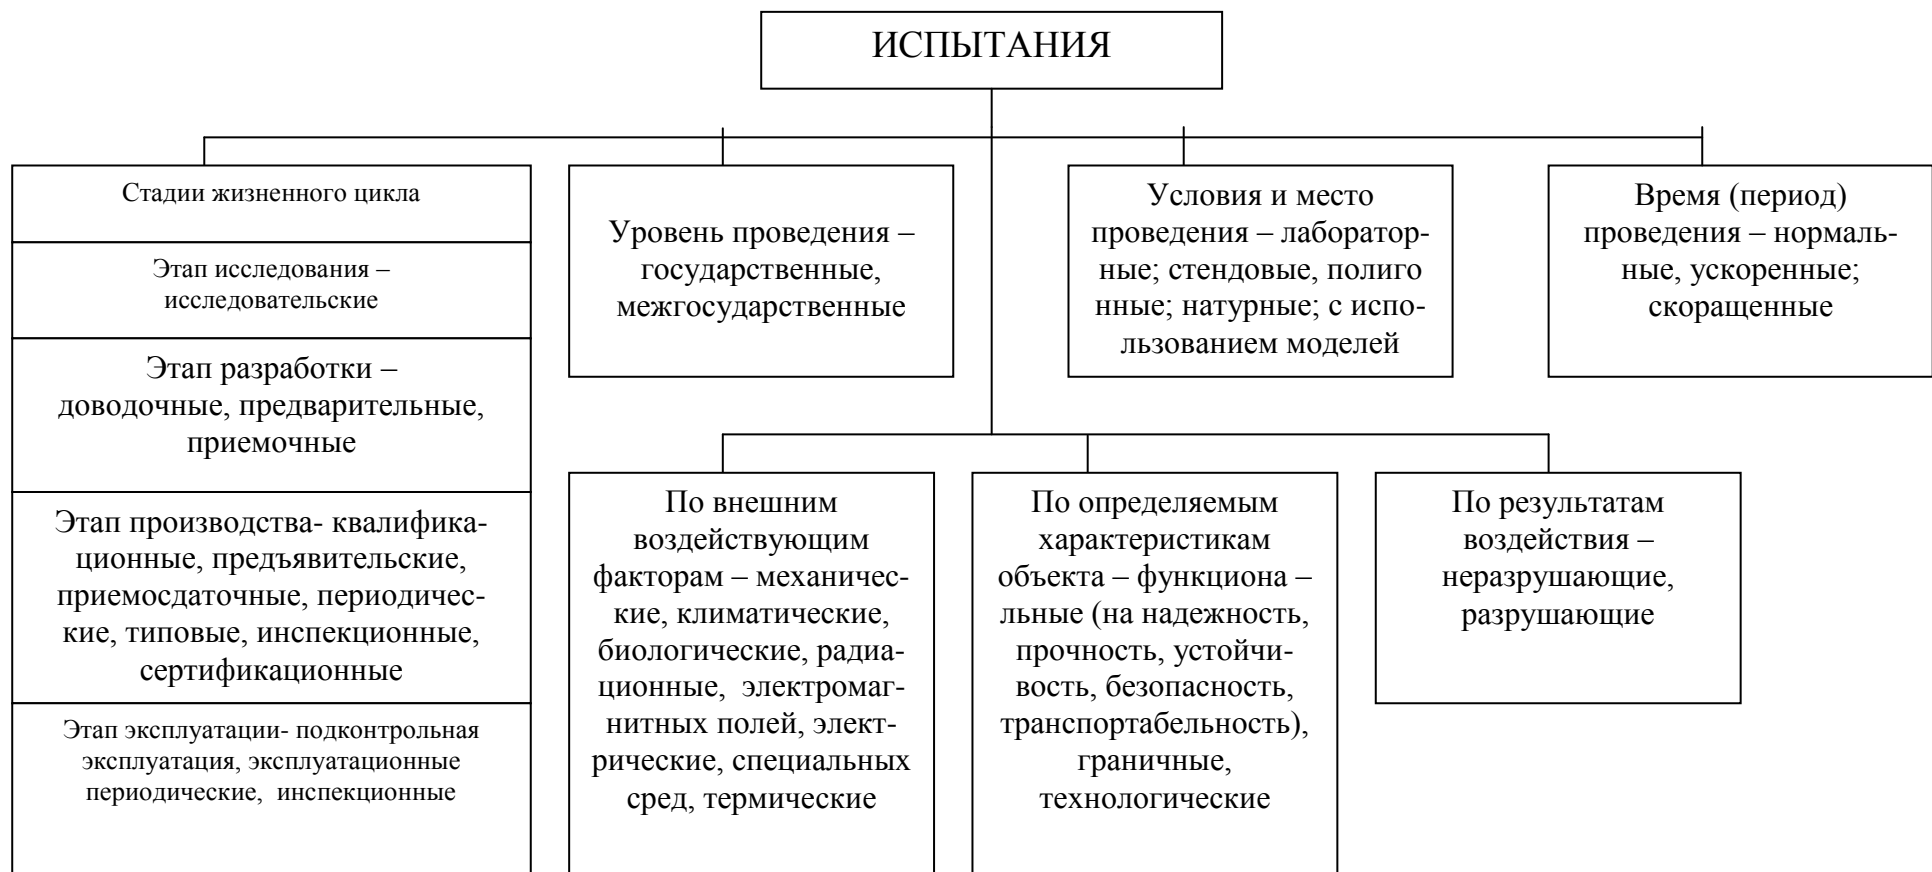 ИСПЫТАНИЯ
Стадии жизненного цикла
Этап исследования –
исследовательские
Этап разработки –
доводочные, предварительные,
приемочные
Этап производства- квалифика-
ционные, предъявительские,
приемосдаточные, периодичес-
кие, типовые, инспекционные,
сертификационные
Этап эксплуатации- подконтрольная
эксплуатация, эксплуатационные
периодические, инспекционные
Уровень проведения –
государственные,
межгосударственные
Условия и место
проведения – лаборатор-
ные; стендовые, полиго
нные; натурные; с испо-
льзованием моделей
Время (период)
проведения – нормаль-
ные, ускоренные;
скоращенные
По внешним
воздействующим
факторам – механичес-
кие, климатические,
биологические, радиа-
ционные, электромаг-
нитных полей, элект-
рические, специальных
сред, термические
По определяемым
характеристикам
объекта – функциона –
льные (на надежность,
прочность, устойчи-
вость, безопасность,
транспортабельность),
граничные,
технологические
По результатам
воздействия –
неразрушающие,
разрушающие